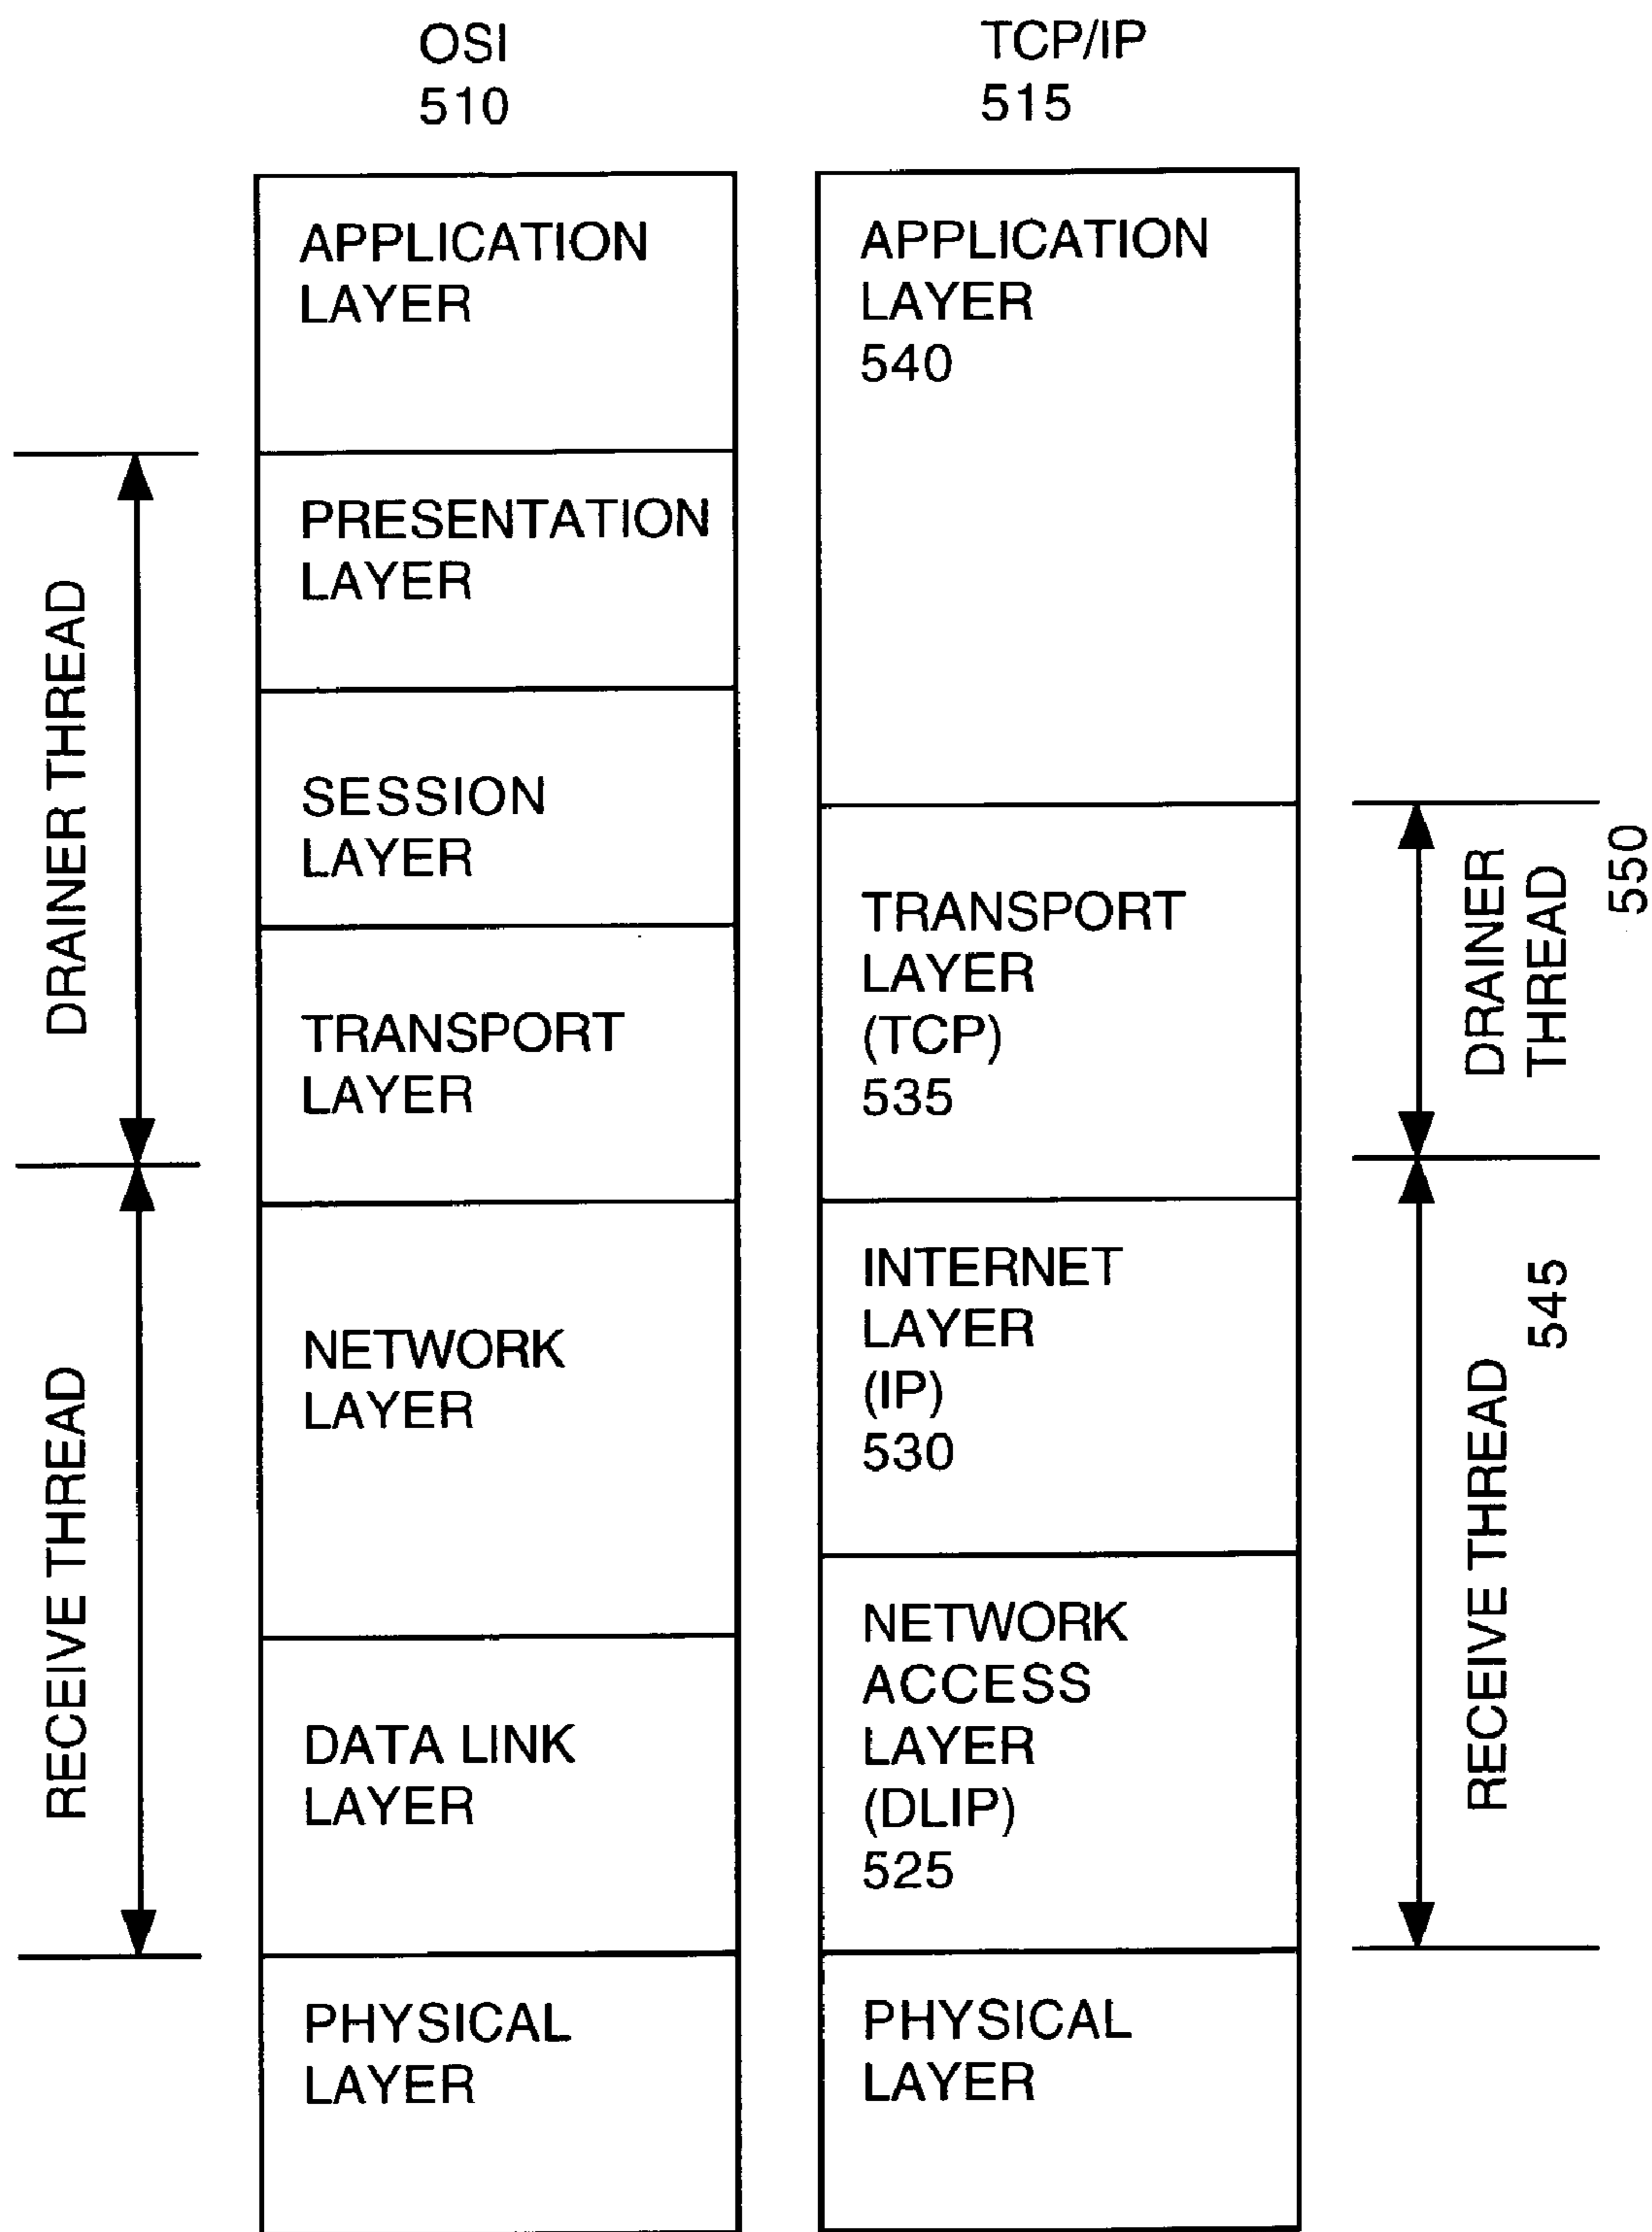 OSI
510
TCP/IP
515
APPLICATION
LAYER
PRESENTATION
LAYER
SESSION
LAYER
TRANSPORT
LAYER
NETWORK
LAYER
DATA LINK
LAYER
PHYSICAL
LAYER
APPLICATION
LAYER
540
TRANSPORT
LAYER
(TCP)
535
INTERNET
LAYER
(IP)
530
NETWORK
ACCESS
LAYER
(DLIP)
525
PHYSICAL
LAYER
DRAINER THREAD
RECEIVE THREAD
DRAINER
THREAD
550
RECEIVE THREAD
545